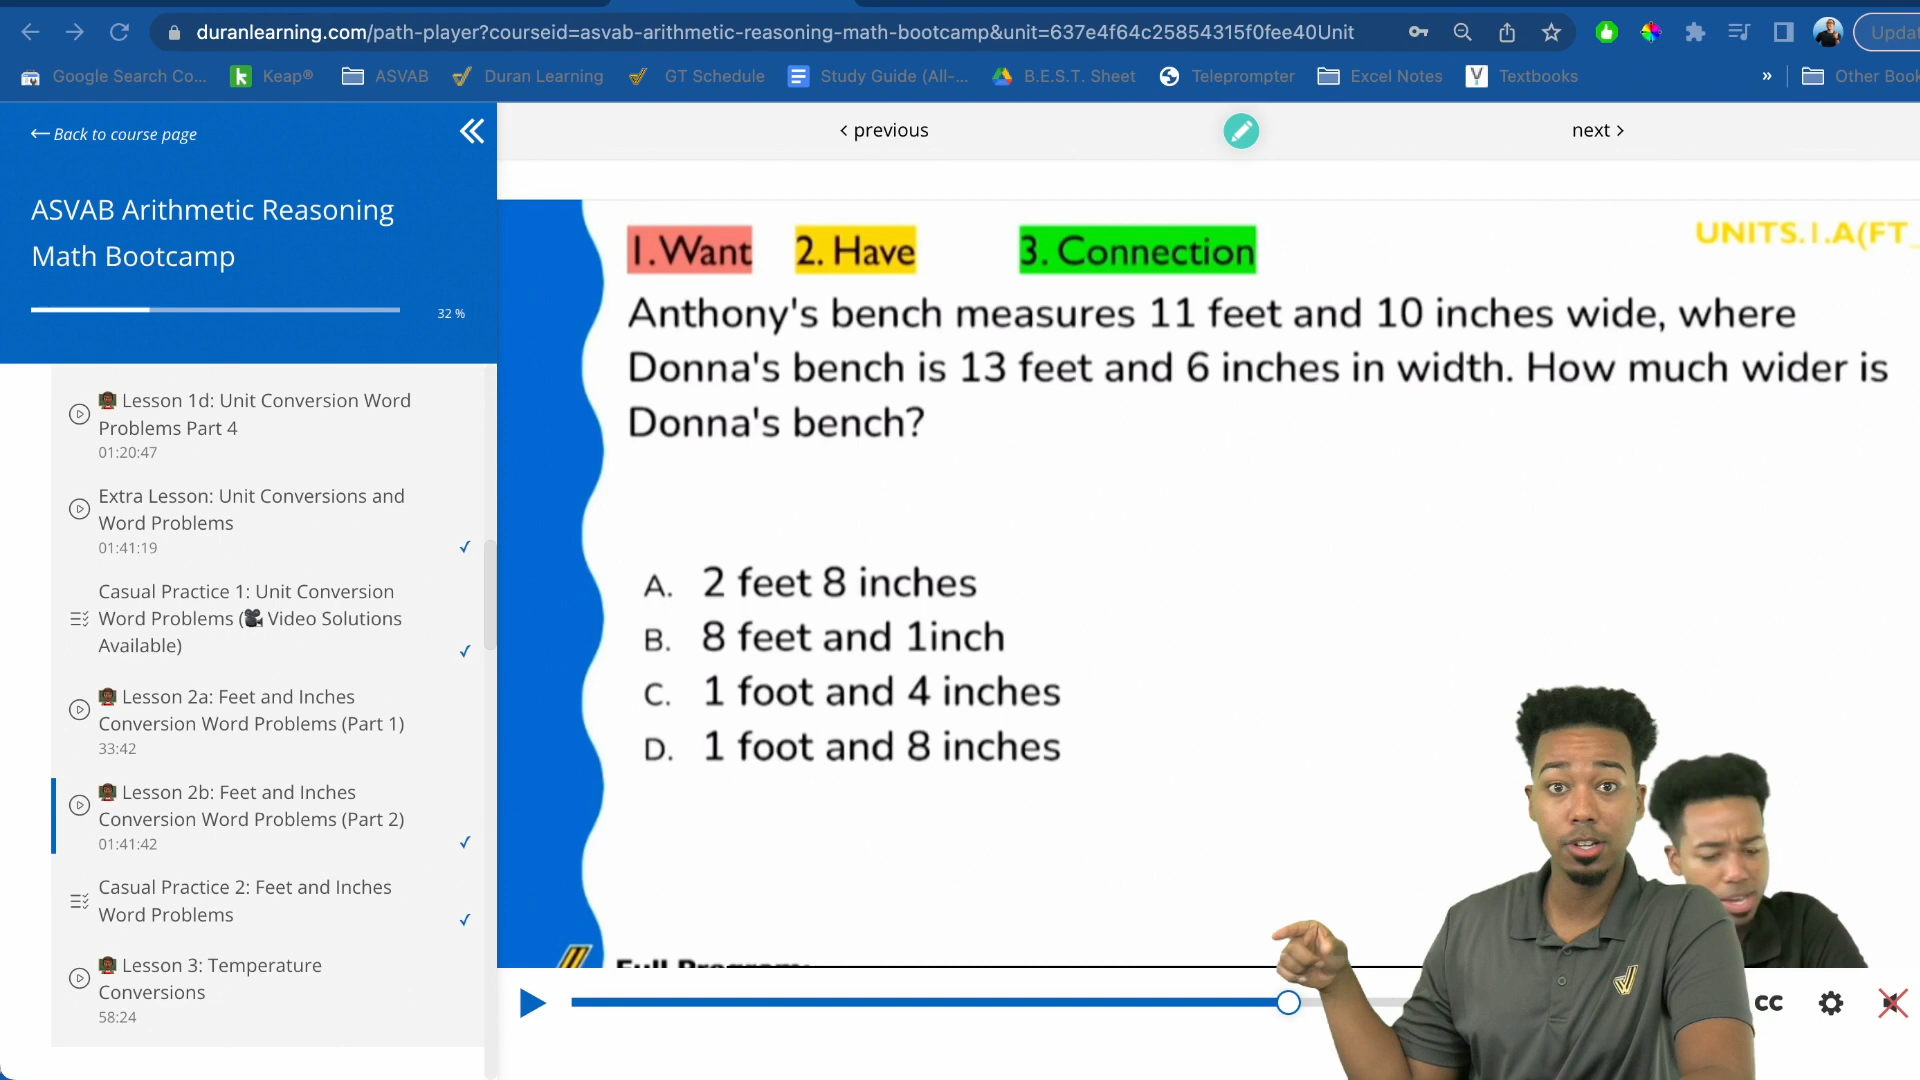 duranlearning.com/path-player?courseid=asvab-arithmetic-reasoning-math-bootcamp&unit=637e4f64c25854315f0fee40Unit
Google Search Co...
Keap®
ASVAB
Duran Learning
GT Schedule
Study Guide (All-...
B.E.S.T. Sheet
Teleprompter
Excel Notes
Textbooks
»
← Back to course page
< previous
next >
ASVAB Arithmetic Reasoning
Math Bootcamp
32 %
Lesson 1d: Unit Conversion Word
Problems Part 4
01:20:47
Extra Lesson: Unit Conversions and
Word Problems
01:41:19
Casual Practice 1: Unit Conversion
Word Problems (🎥 Video Solutions
Available)
Lesson 2a: Feet and Inches
Conversion Word Problems (Part 1)
33:42
Lesson 2b: Feet and Inches
Conversion Word Problems (Part 2)
01:41:42
Casual Practice 2: Feet and Inches
Word Problems
Lesson 3: Temperature
Conversions
58:24
1. Want 2. Have 3. Connection
UNITS.1.A(FT_
Anthony's bench measures 11 feet and 10 inches wide, where
Donna's bench is 13 feet and 6 inches in width. How much wider is
Donna's bench?
A. 2 feet 8 inches
B. 8 feet and 1inch
C. 1 foot and 4 inches
D. 1 foot and 8 inches
Full Program:
CC